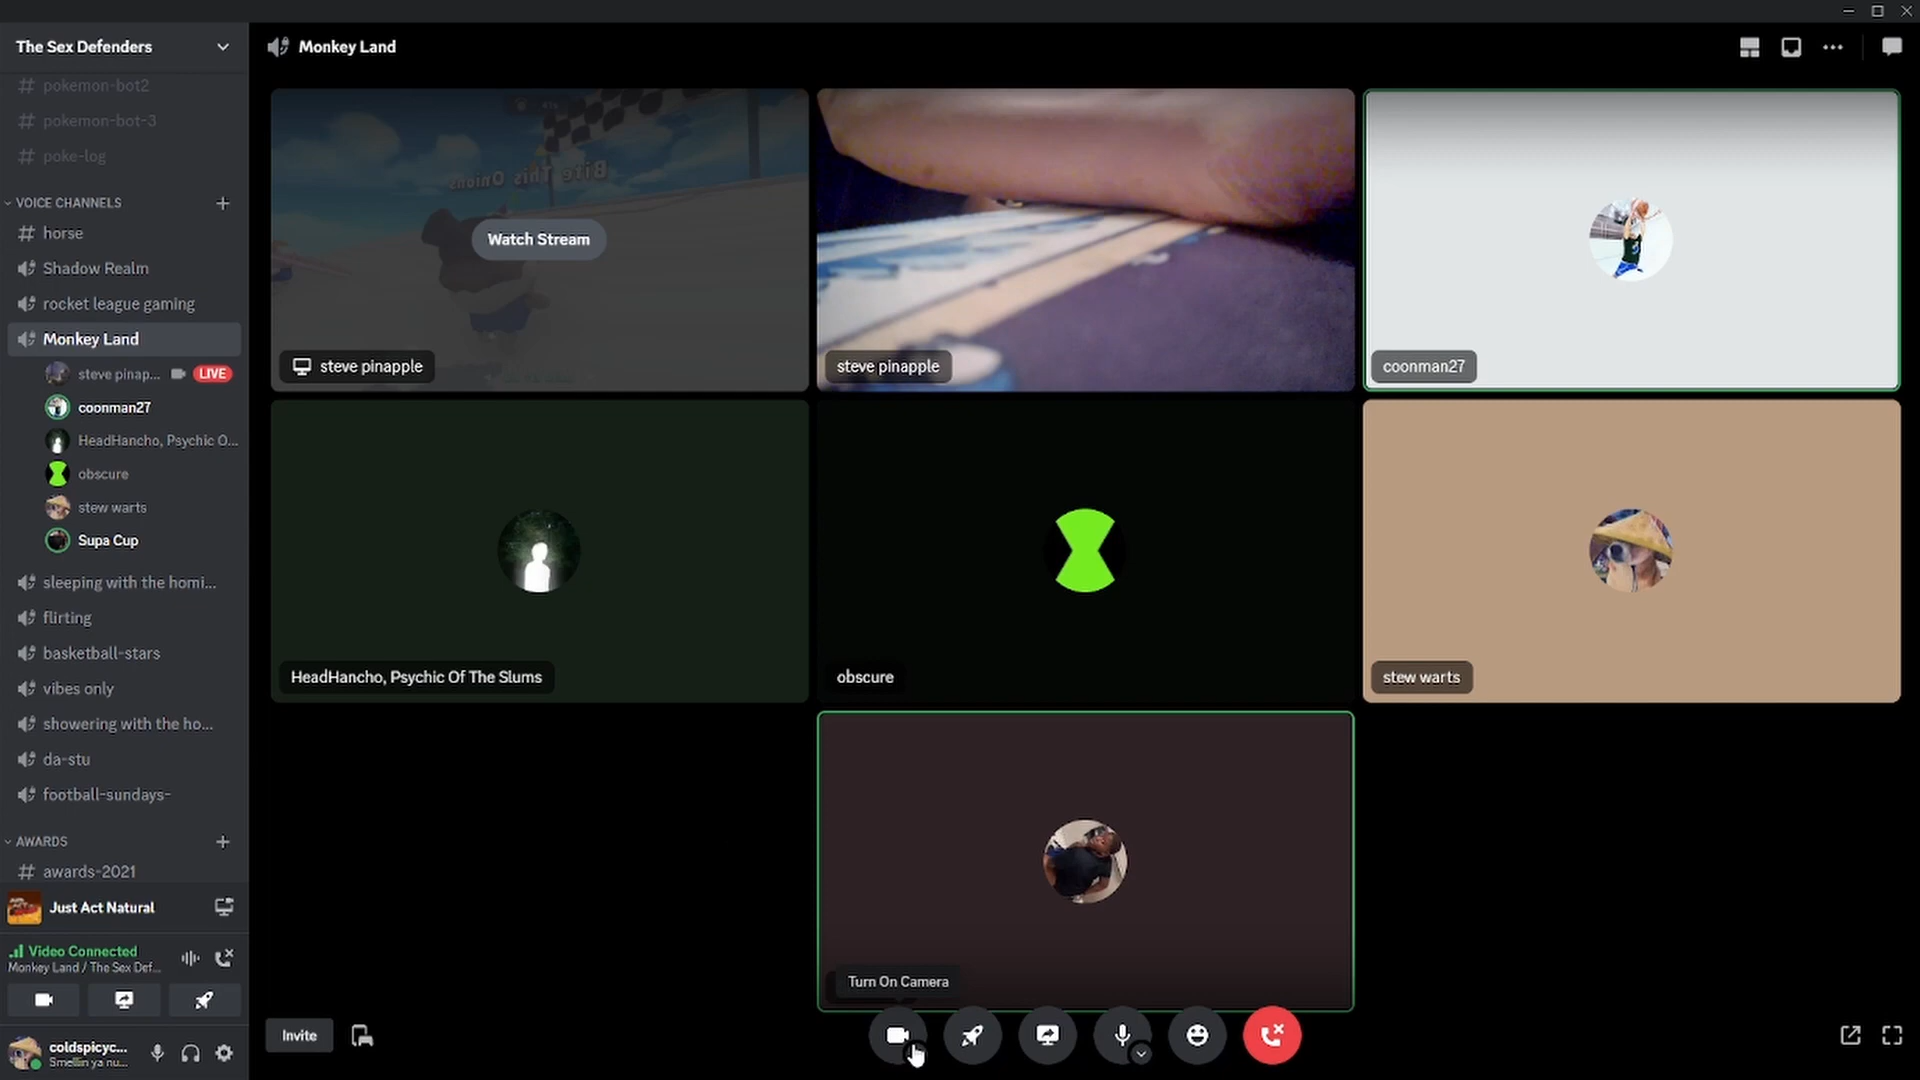 The Sex Defenders
pokemon-bot2
pokemon-bot-3
poke-log
VOICE CHANNELS
horse
Shadow Realm
rocket league gaming
Monkey Land
steve pinap...
LIVE
coonman27
HeadHancho, Psychic O...
obscure
stew warts
Supa Cup
sleeping with the homi...
flirting
basketball-stars
vibes only
showering with the ho...
da-stu
football-sundays-
AWARDS
awards-2021
Just Act Natural
Video Connected
Monkey Land / The Sex Def...
coldspicyc...
Smellin ya nu...
Monkey Land
Bite This Onions
Watch Stream
steve pinapple
steve pinapple
coonman27
HeadHancho, Psychic Of The Slums
obscure
stew warts
Turn On Camera
Invite